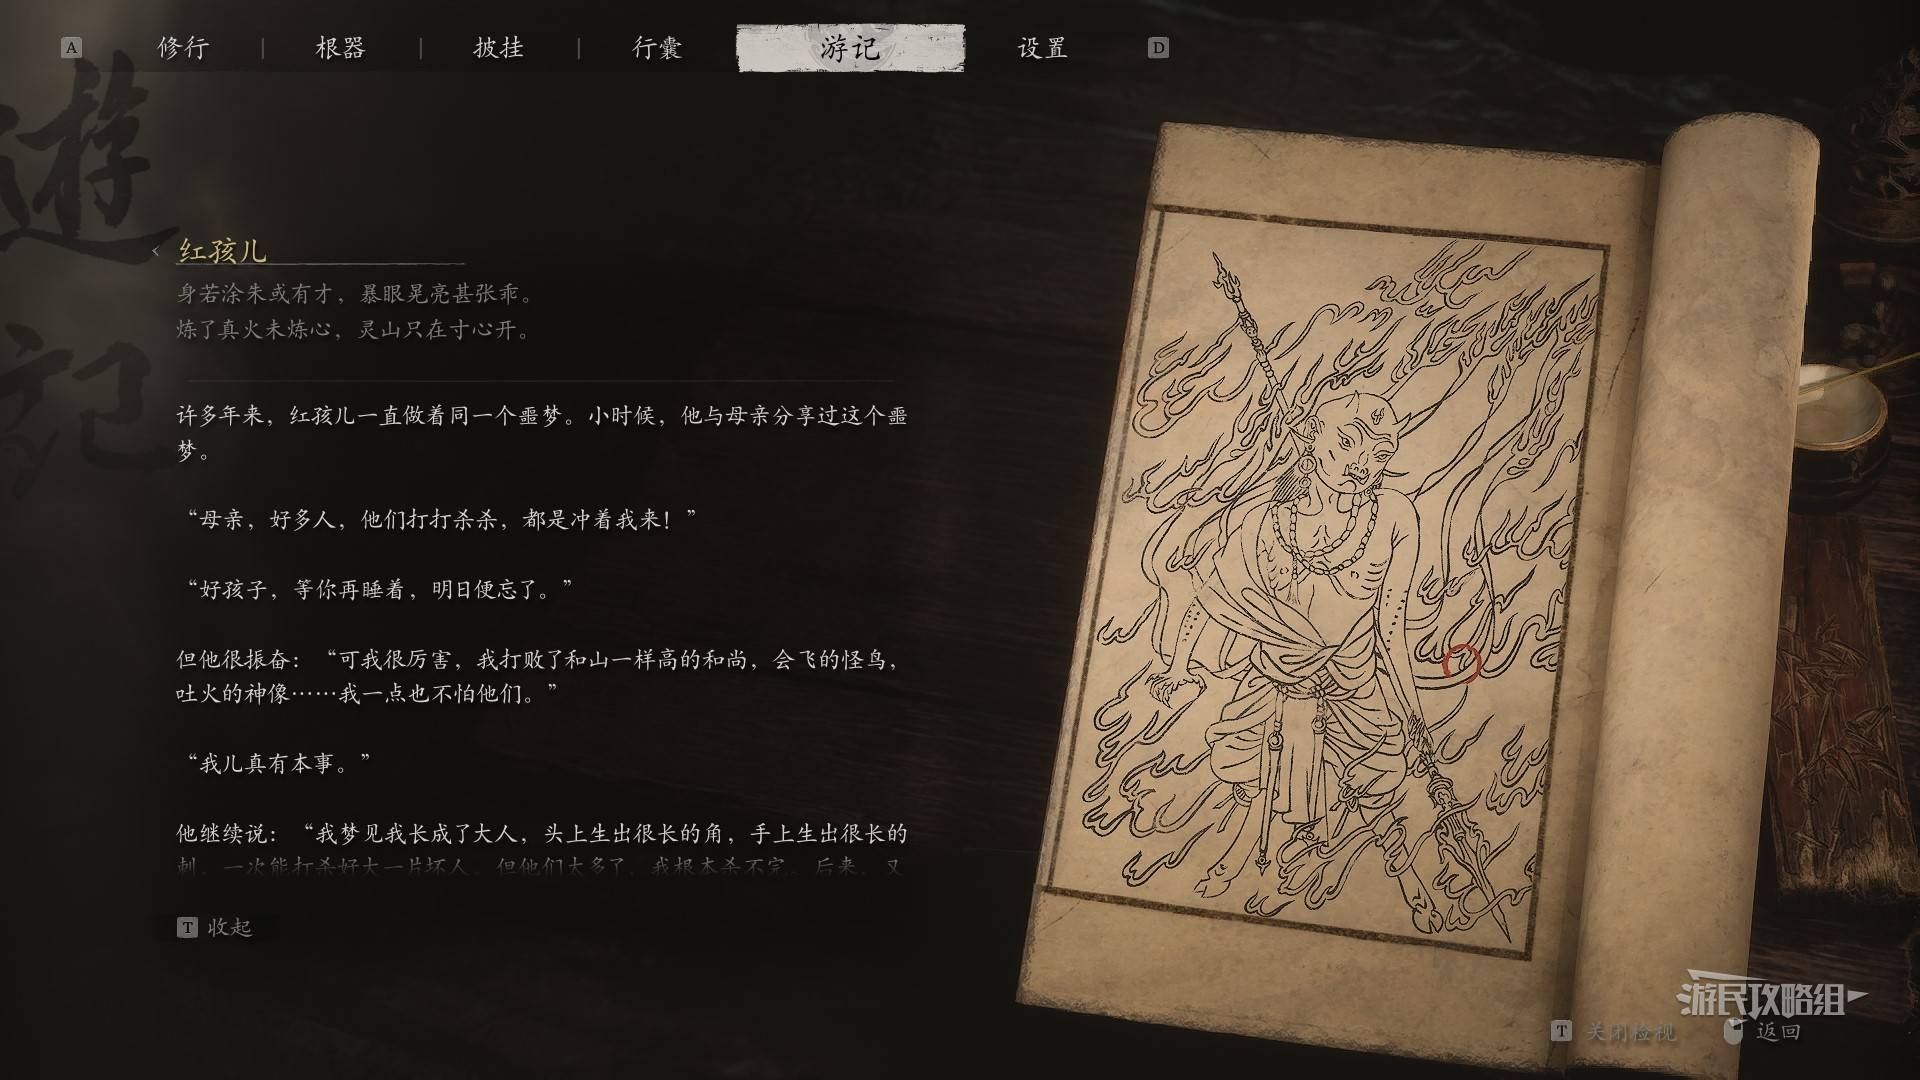 A 修行 | 根器 | 披挂 | 行囊 游记 设置 D
遊記
红孩儿
身若涂朱或有才，暴眼晃亮甚张乖。
炼了真火未炼心，灵山只在寸心开。
许多年来，红孩儿一直做着同一个噩梦。小时候，他与母亲分享过这个噩
梦。
“母亲，好多人，他们打打杀杀，都是冲着我来！”
“好孩子，等你再睡着，明日便忘了。”
但他很振奋：“可我很厉害，我打败了和山一样高的和尚，会飞的怪鸟，
吐火的神像……我一点也不怕他们。”
“我儿真有本事。”
他继续说：“我梦见我长成了大人，头上生出很长的角，手上生出很长的
刺，一次能打杀好大一片坏人。但他们太多了，我根本杀不完。后来，又
T 收起
游民攻略组
T 关闭检视 返回